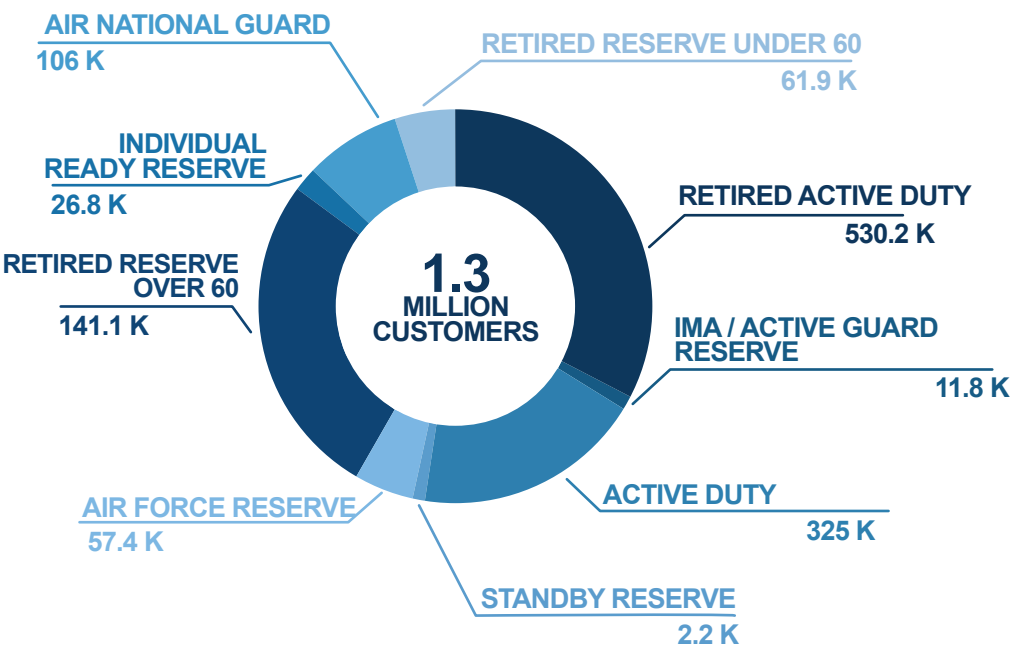 AIR NATIONAL GUARD
106 K
RETIRED RESERVE UNDER 60
61.9 K
INDIVIDUAL
READY RESERVE
26.8 K
RETIRED ACTIVE DUTY
530.2 K
RETIRED RESERVE
OVER 60
141.1 K
1.3
MILLION
CUSTOMERS
IMA / ACTIVE GUARD
RESERVE
11.8 K
AIR FORCE RESERVE
57.4 K
ACTIVE DUTY
325 K
STANDBY RESERVE
2.2 K